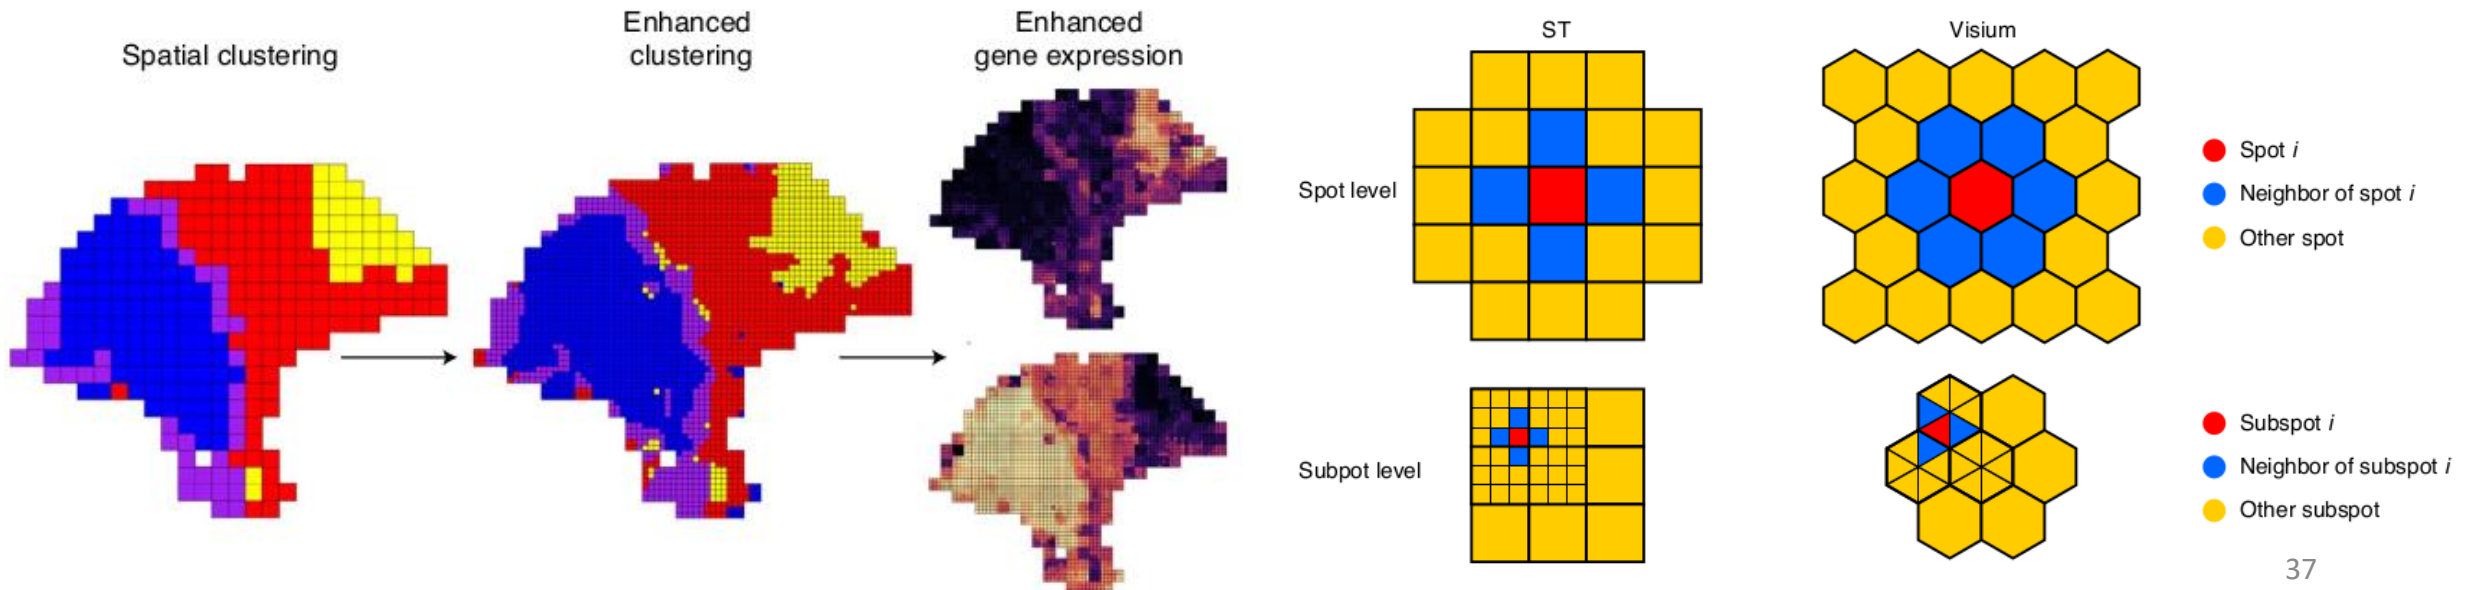 Spatial clustering
Enhanced
clustering
Enhanced
gene expression
ST
Visium
Spot level
Spot i
Neighbor of spot i
Other spot
Subpot level
Subspot i
Neighbor of subspot i
Other subspot
37